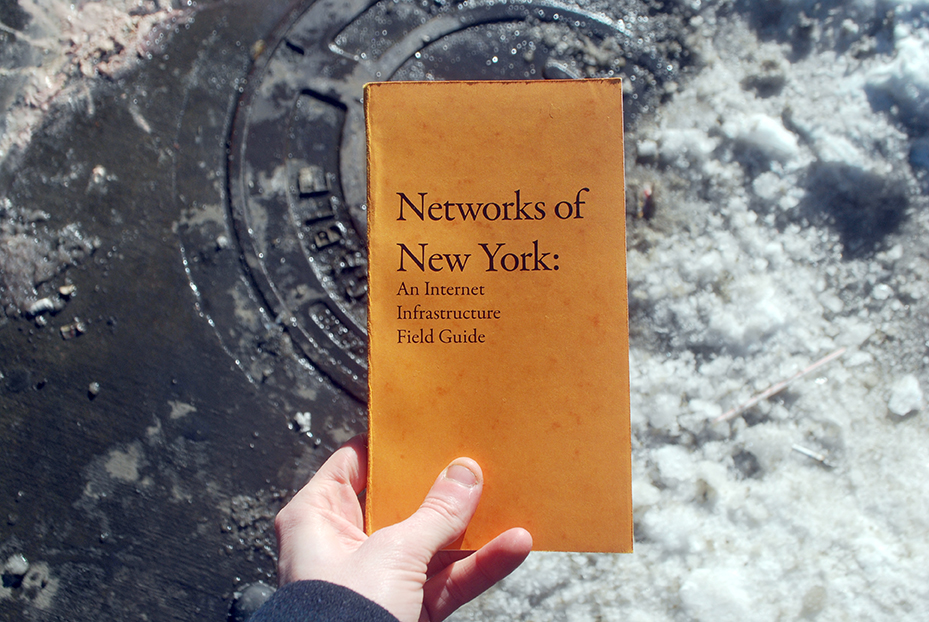 Networks of
New York:
An Internet
Infrastructure
Field Guide